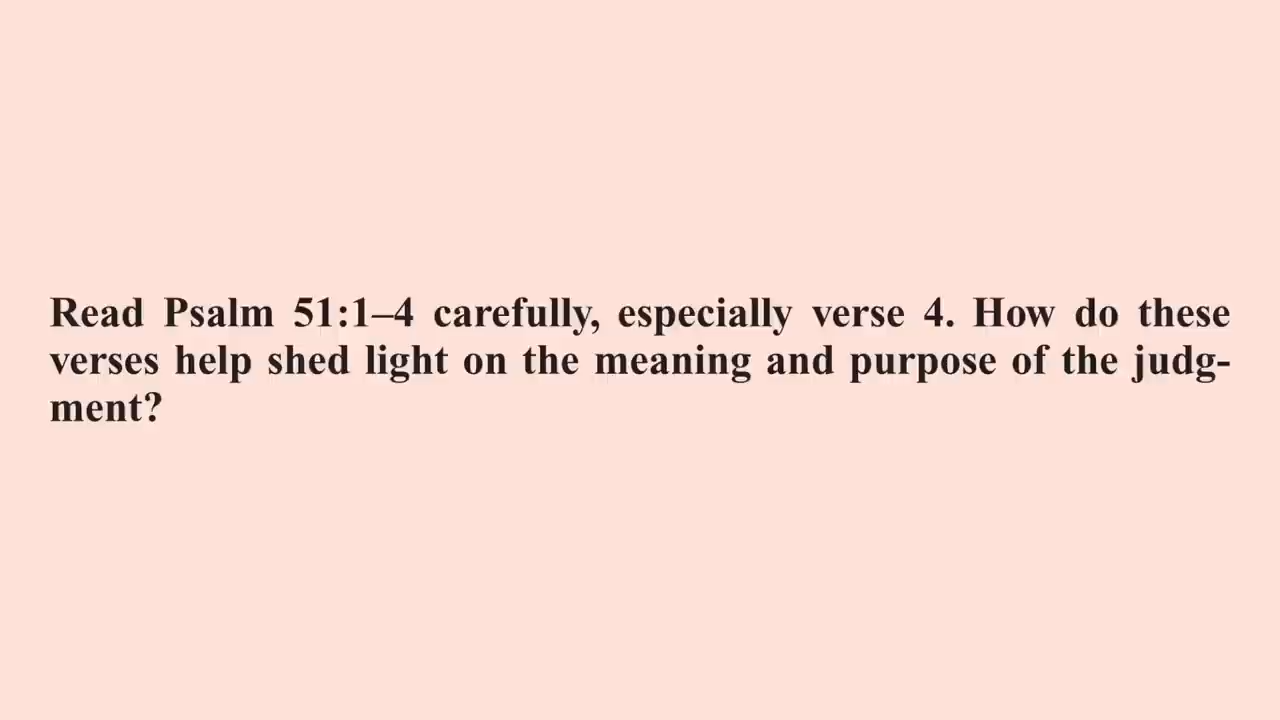 Read Psalm 51:1–4 carefully, especially verse 4. How do these
verses help shed light on the meaning and purpose of the judg-
ment?